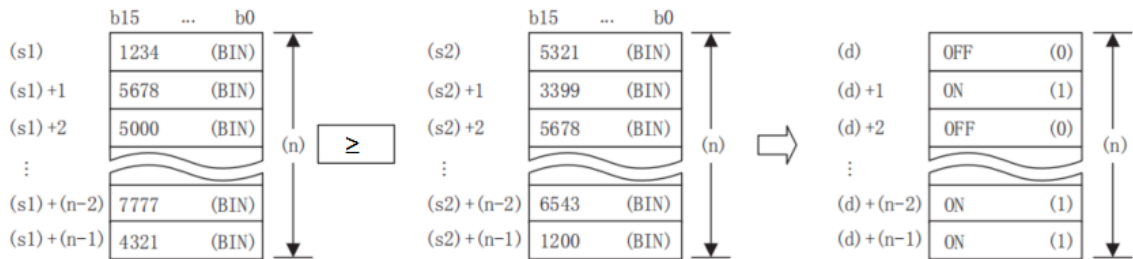 b15 ... b0 b15 ... b0
(s1) 1234 (BIN) (s2) 5321 (BIN) (d) OFF (0)
(s1)+1 5678 (BIN) (s2)+1 3399 (BIN) (d)+1 ON (1)
(s1)+2 5000 (BIN) (s2)+2 5678 (BIN) (d)+2 OFF (0)
(n) ≥ (n) (n)
⋮ ⋮ ⋮
(s1)+(n-2) 7777 (BIN) (s2)+(n-2) 6543 (BIN) (d)+(n-2) ON (1)
(s1)+(n-1) 4321 (BIN) (s2)+(n-1) 1200 (BIN) (d)+(n-1) ON (1)